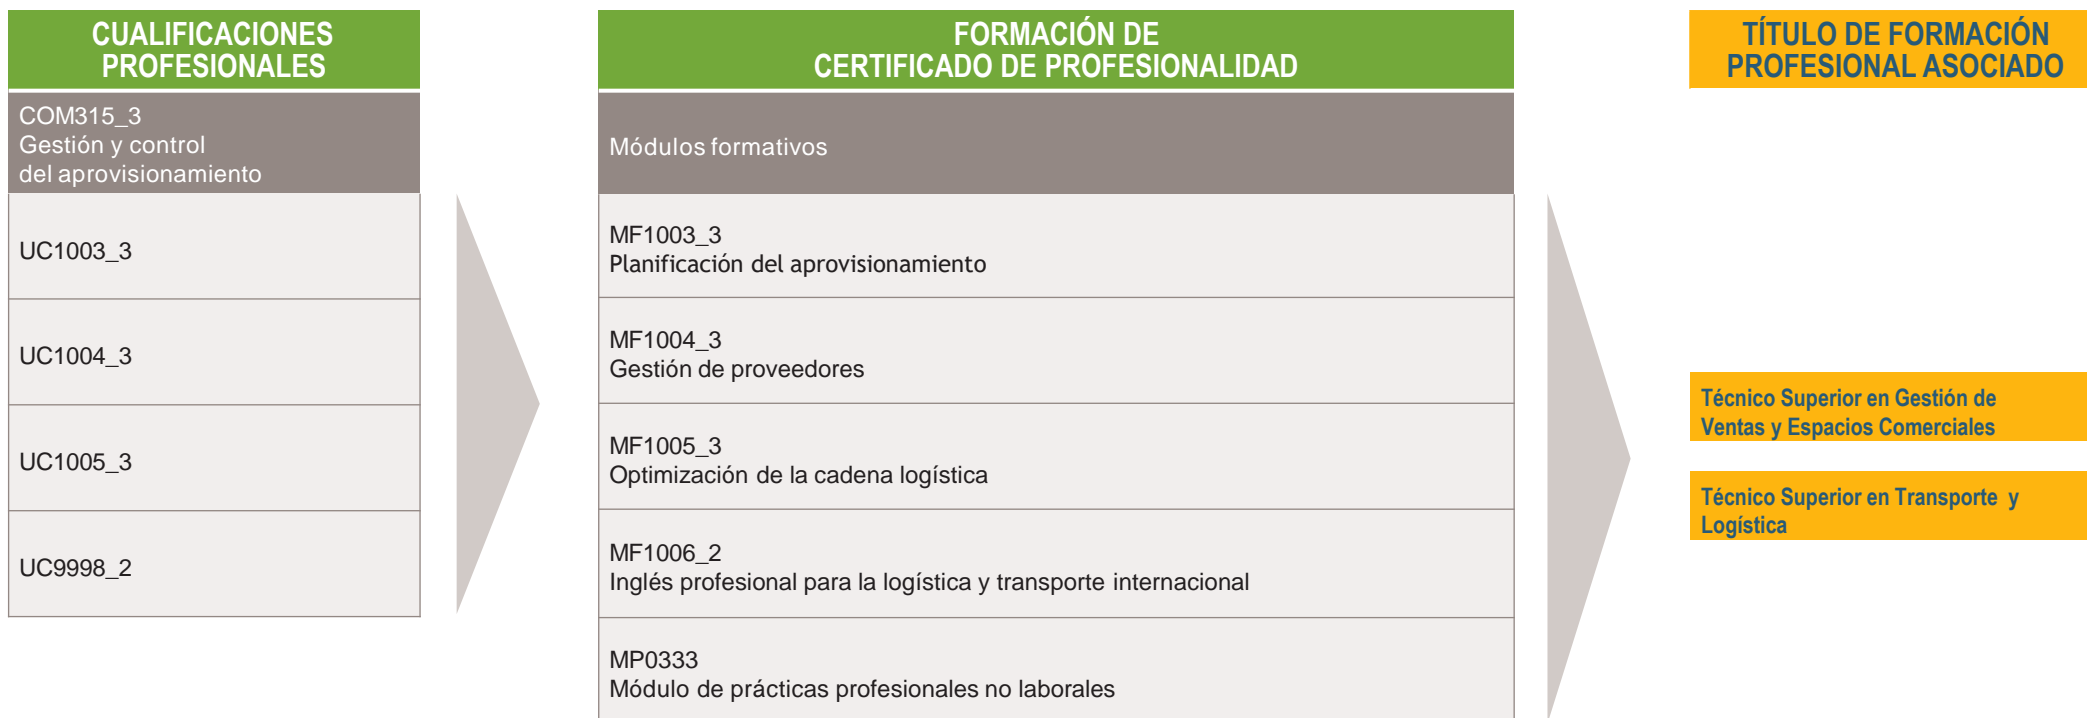 CUALIFICACIONES
PROFESIONALES
COM315_3
Gestión y control
del aprovisionamiento
UC1003_3
UC1004_3
UC1005_3
UC9998_2
FORMACIÓN DE
CERTIFICADO DE PROFESIONALIDAD
Módulos formativos
MF1003_3
Planificación del aprovisionamiento
MF1004_3
Gestión de proveedores
MF1005_3
Optimización de la cadena logística
MF1006_2
Inglés profesional para la logística y transporte internacional
MP0333
Módulo de prácticas profesionales no laborales
TÍTULO DE FORMACIÓN
PROFESIONAL ASOCIADO
Técnico Superior en Gestión de
Ventas y Espacios Comerciales
Técnico Superior en Transporte y
Logística